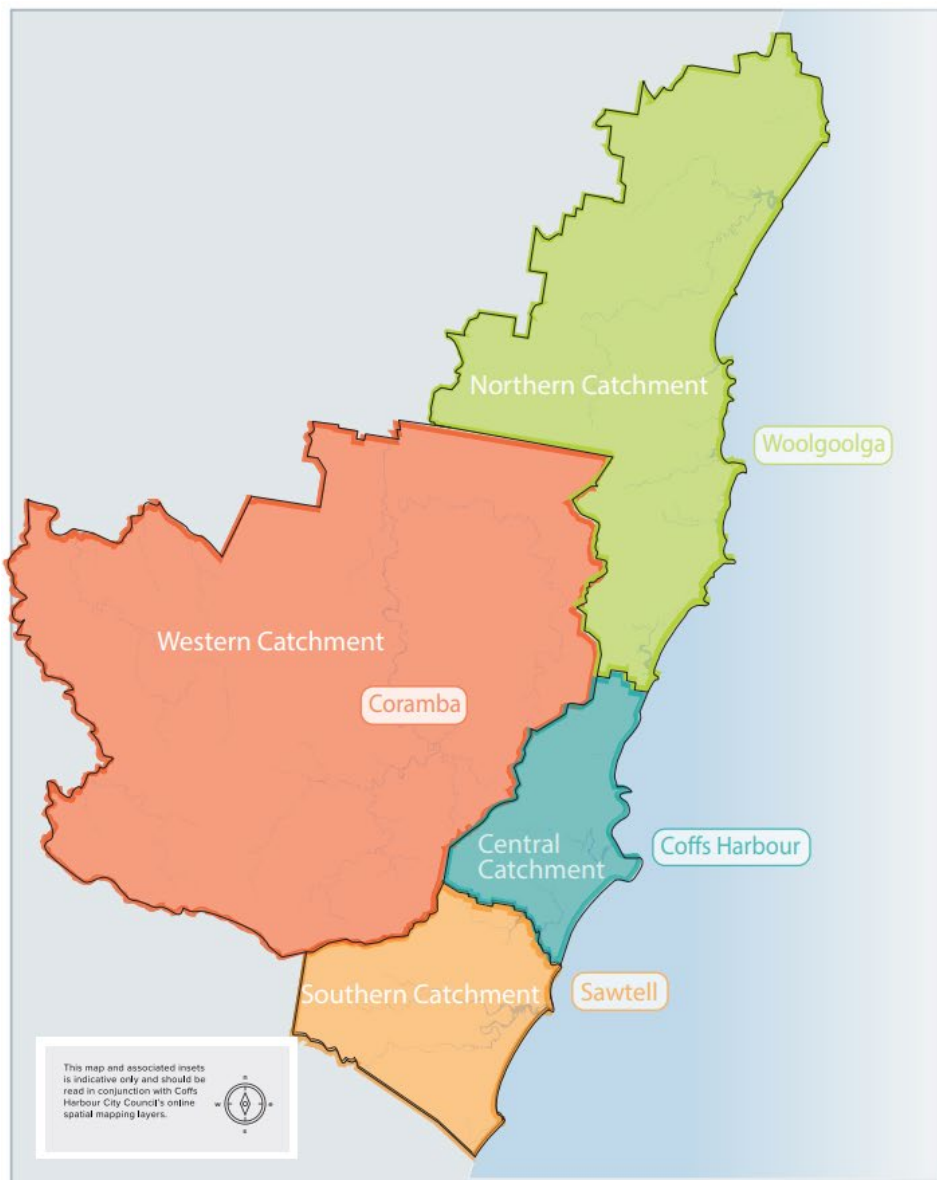 Northern Catchment
Woolgoolga
Western Catchment
Coramba
Central
Catchment
Coffs Harbour
Southern Catchment
Sawtell
This map and associated insets
is indicative only and should be
read in conjunction with Coffs
Harbour City Council's online
spatial mapping layers.
N
W
E
S